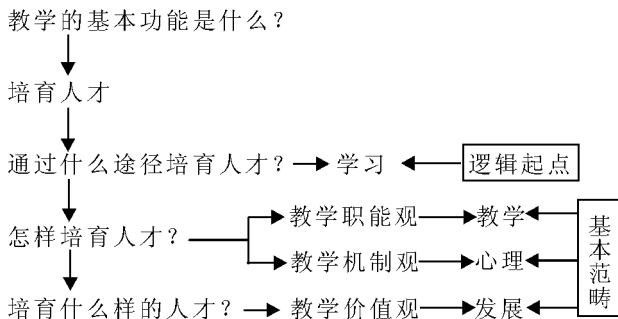 教学的基本功能是什么?
培育人才
通过什么途径培育人才? 学习 逻辑起点
教学职能观 教学
怎样培育人才?
教学机制观 心理
培育什么样的人才? 教学价值观 发展
基本范畴